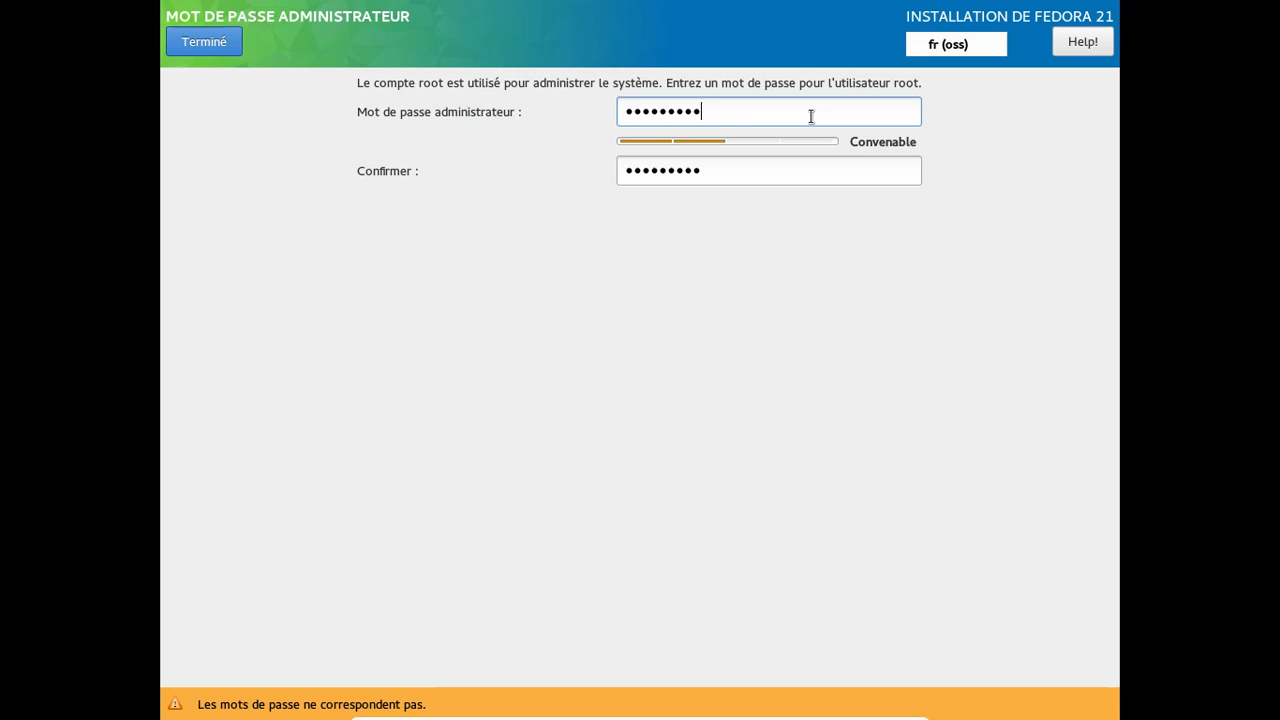 MOT DE PASSE ADMINISTRATEUR
INSTALLATION DE FEDORA 21
Terminé
fr (oss)
Help!
Le compte root est utilisé pour administrer le système. Entrez un mot de passe pour l'utilisateur root.
Mot de passe administrateur :
•••••••••
Convenable
Confirmer :
•••••••••
Les mots de passe ne correspondent pas.